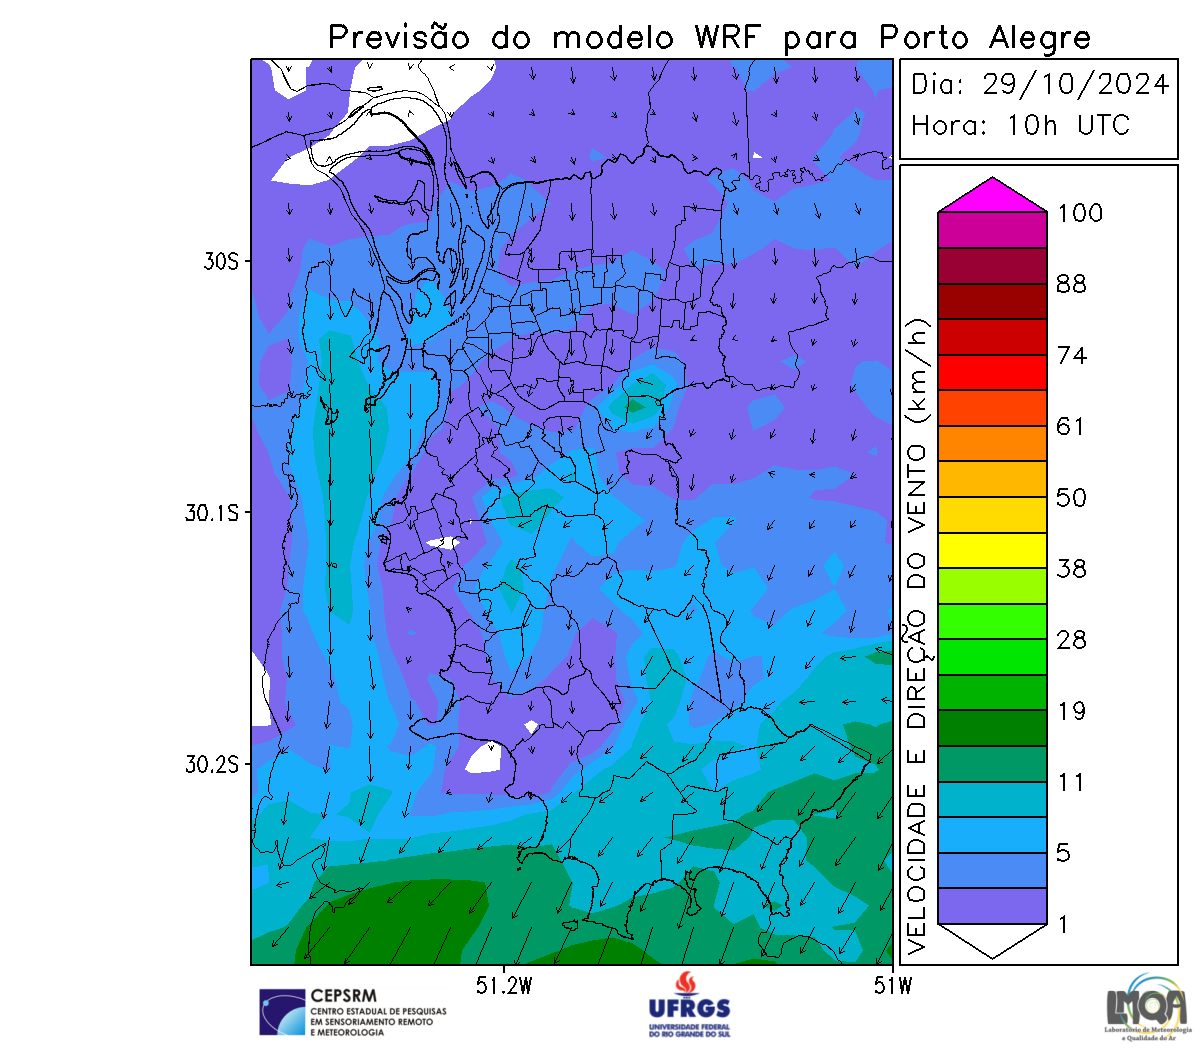 Previsão do modelo WRF para Porto Alegre
Dia: 29/10/2024
Hora: 10h UTC
30S
30.1S
30.2S
51.2W
51W
VELOCIDADE E DIREÇÃO DO VENTO (km/h)
100
88
74
61
50
38
28
19
11
5
1
CEPSRM
CENTRO ESTADUAL DE PESQUISAS
EM SENSORIAMENTO REMOTO
E METEOROLOGIA
UFRGS
UNIVERSIDADE FEDERAL
DO RIO GRANDE DO SUL
LMQA
Laboratório de Meteorologia
e Qualidade do Ar